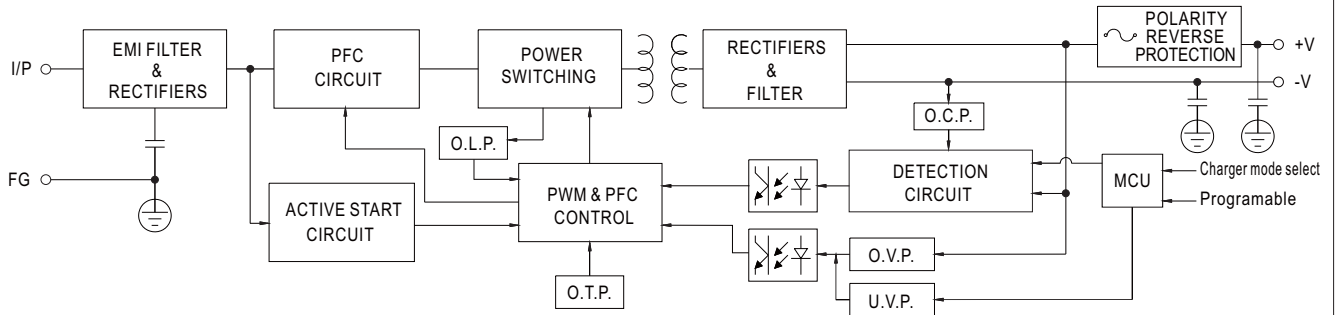 I/P
EMI FILTER
&
RECTIFIERS
PFC
CIRCUIT
POWER
SWITCHING
RECTIFIERS
&
FILTER
POLARITY
REVERSE
PROTECTION
+V
-V
O.L.P.
O.C.P.
FG
ACTIVE START
CIRCUIT
PWM & PFC
CONTROL
DETECTION
CIRCUIT
MCU
Charger mode select
Programable
O.T.P.
O.V.P.
U.V.P.